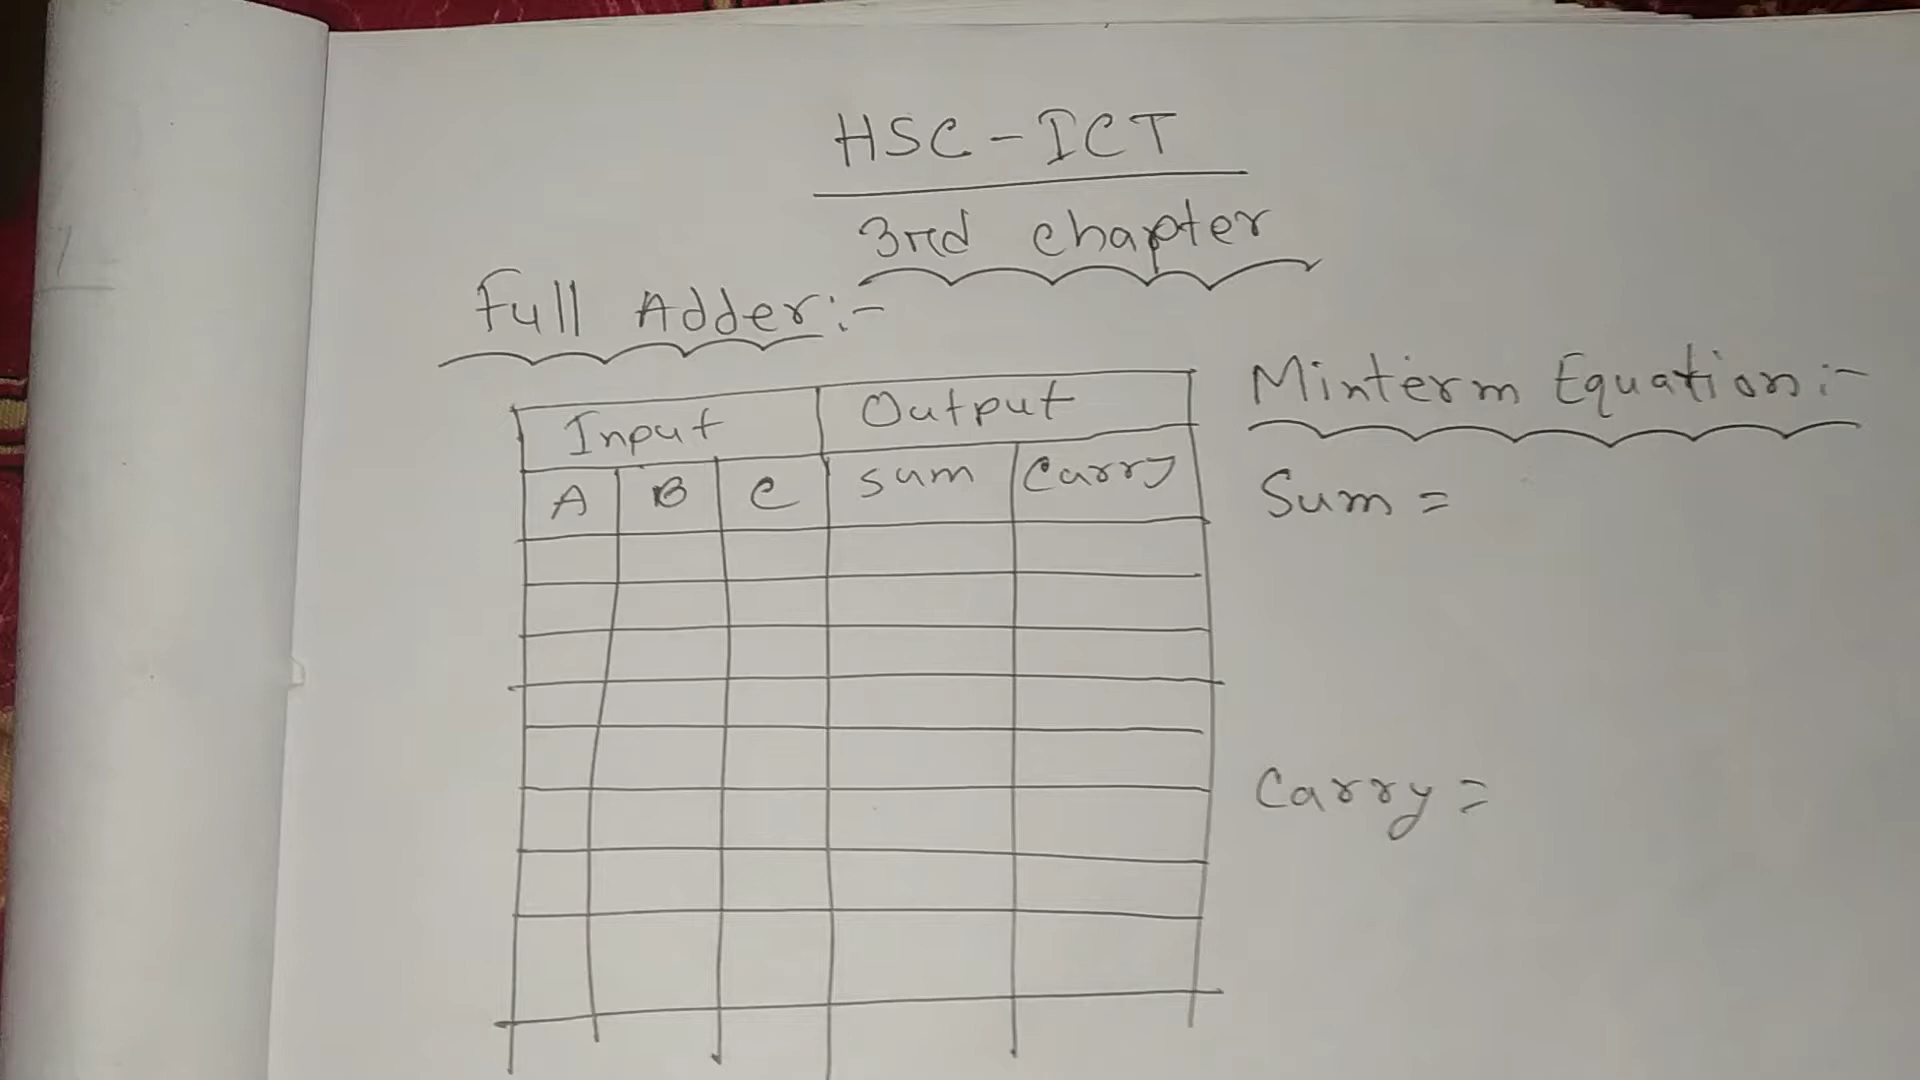 HSC-ICT
3rd chapter
Full Adder:-
Input Output
A B C sum Carry
Minterm Equation:-
Sum =
Carry =